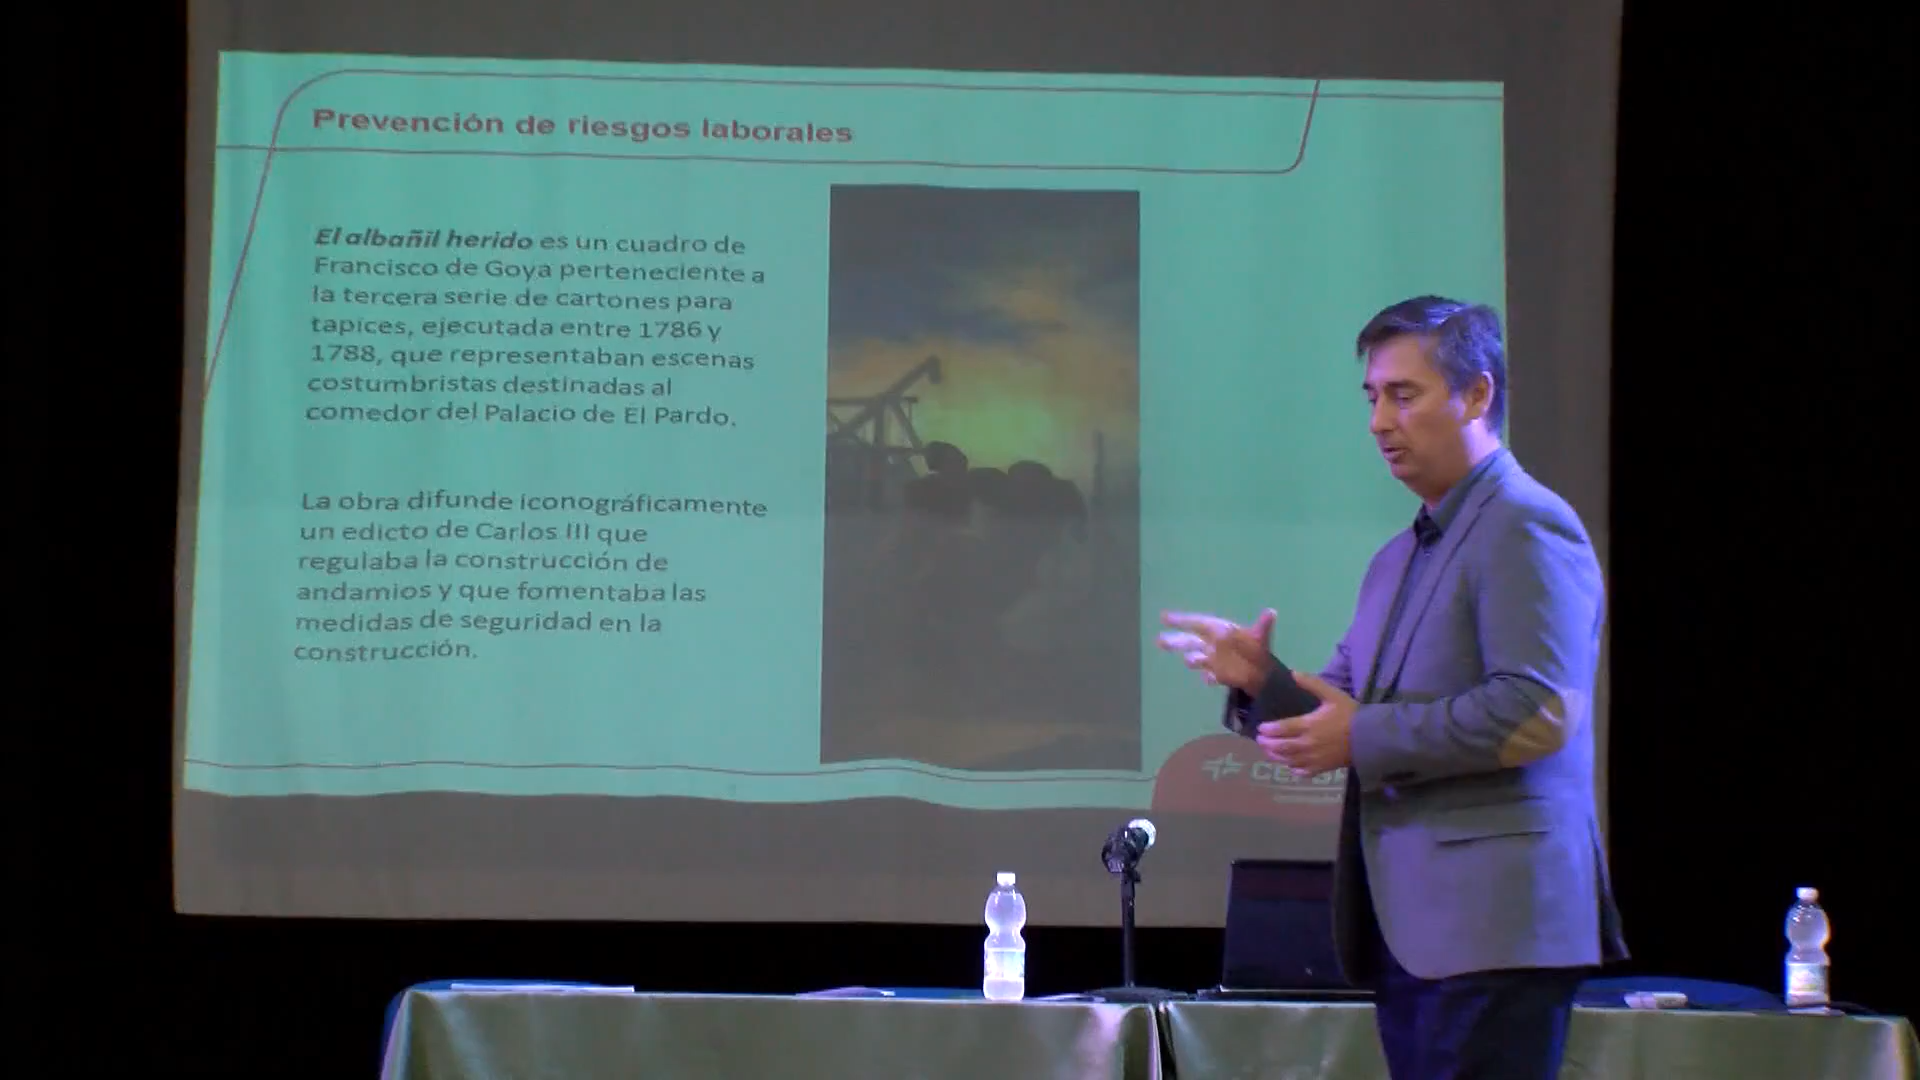 Prevención de riesgos laborales
El albañil herido es un cuadro de
Francisco de Goya perteneciente a
la tercera serie de cartones para
tapices, ejecutada entre 1786 y
1788, que representaban escenas
costumbristas destinadas al
comedor del Palacio de El Pardo.
La obra difunde iconográficamente
un edicto de Carlos III que
regulaba la construcción de
andamios y que fomentaba las
medidas de seguridad en la
construcción.